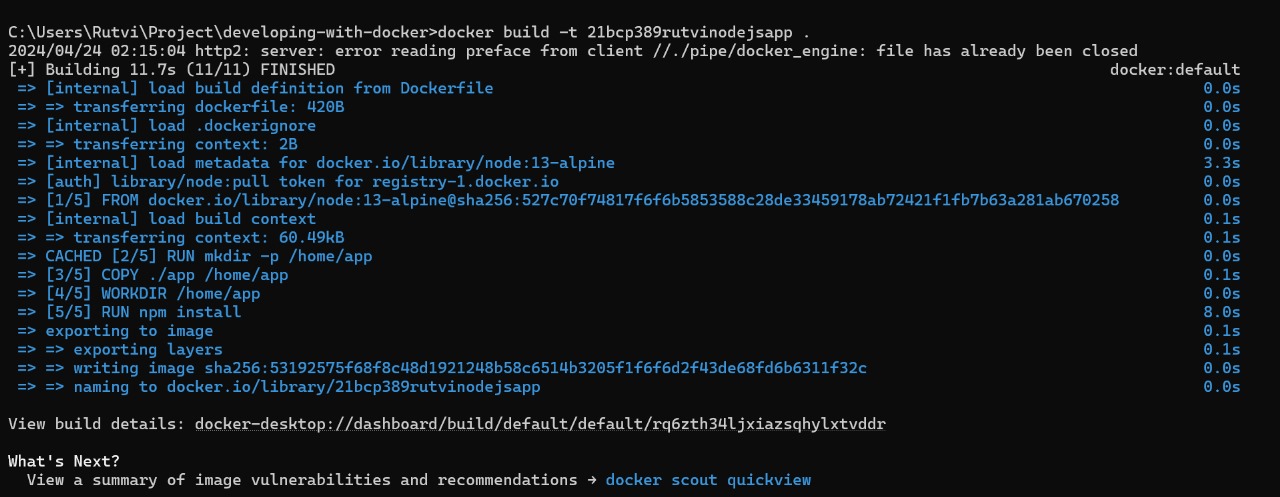 C:\Users\Rutvi\Project\developing-with-docker>docker build -t 21bcp389rutvinodejsapp .
2024/04/24 02:15:04 http2: server: error reading preface from client //./pipe/docker_engine: file has already been closed
[+] Building 11.7s (11/11) FINISHED docker:default
=> [internal] load build definition from Dockerfile 0.0s
=> => transferring dockerfile: 420B 0.0s
=> [internal] load .dockerignore 0.0s
=> => transferring context: 2B 0.0s
=> [internal] load metadata for docker.io/library/node:13-alpine 3.3s
=> [auth] library/node:pull token for registry-1.docker.io 0.0s
=> [1/5] FROM docker.io/library/node:13-alpine@sha256:527c70f74817f6f6b5853588c28de33459178ab72421f1fb7b63a281ab670258 0.0s
=> [internal] load build context 0.1s
=> => transferring context: 60.49kB 0.1s
=> CACHED [2/5] RUN mkdir -p /home/app 0.0s
=> [3/5] COPY ./app /home/app 0.1s
=> [4/5] WORKDIR /home/app 0.0s
=> [5/5] RUN npm install 8.0s
=> exporting to image 0.1s
=> => exporting layers 0.1s
=> => writing image sha256:53192575f68f8c48d1921248b58c6514b3205f1f6f6d2f43de68fd6b6311f32c 0.0s
=> => naming to docker.io/library/21bcp389rutvinodejsapp 0.0s
View build details: docker-desktop://dashboard/build/default/default/rq6zth34ljxiazsqhylxtvddr
What's Next?
View a summary of image vulnerabilities and recommendations → docker scout quickview